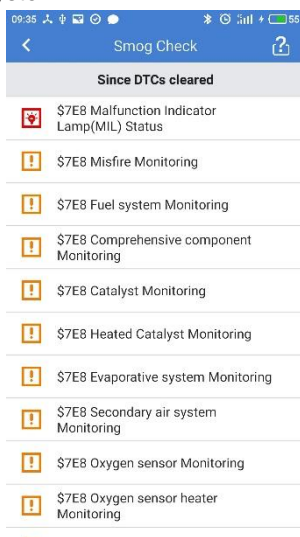 09:35
55
Smog Check
Since DTCs cleared
$7E8 Malfunction Indicator
Lamp(MIL) Status
$7E8 Misfire Monitoring
$7E8 Fuel system Monitoring
$7E8 Comprehensive component
Monitoring
$7E8 Catalyst Monitoring
$7E8 Heated Catalyst Monitoring
$7E8 Evaporative system Monitoring
$7E8 Secondary air system
Monitoring
$7E8 Oxygen sensor Monitoring
$7E8 Oxygen sensor heater
Monitoring